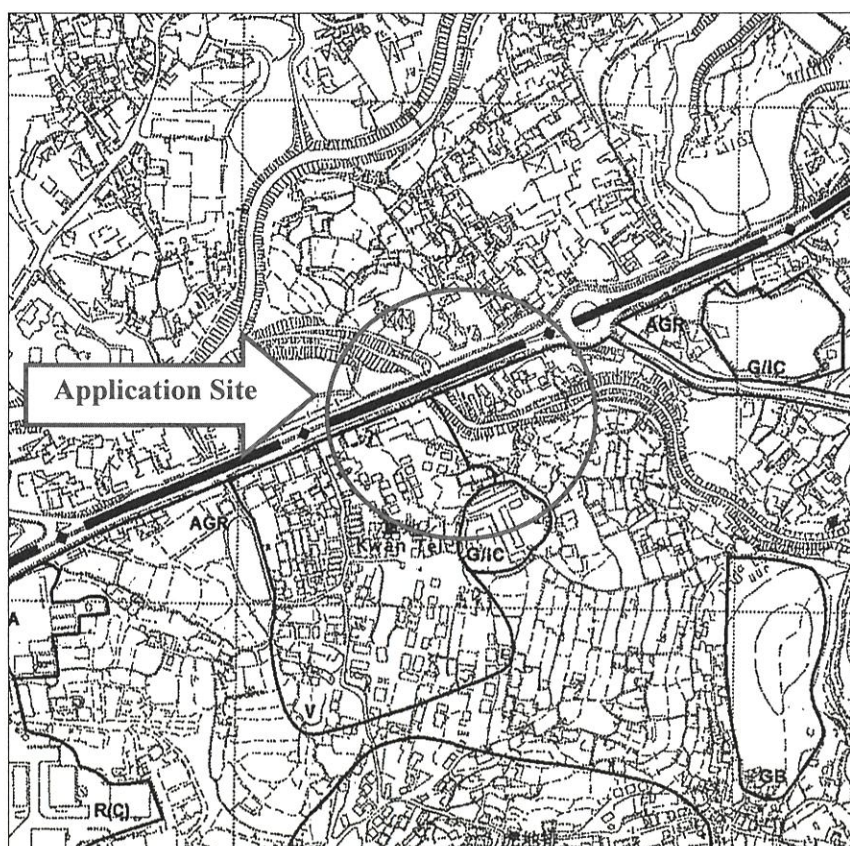 AGR
G/IC
Application Site
AGR
Kwan Tei
G/IC
A
V
GB
R(C)